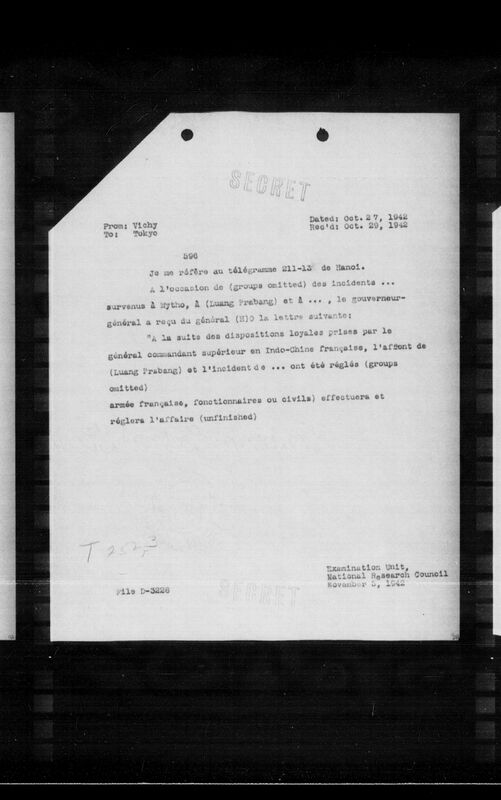 SECRET
From: Vichy
To: Tokyo
Dated: Oct. 27, 1942
Rec'd: Oct. 29, 1942
596
Je me réfère au télégramme 211-13 de Hanoi.
A l'occasion de (groups omitted) des incidents ...
survenus à Mytho, à (Luang Prabang) et à ... , le gouverneur-
général a reçu du général (H)O la lettre suivante:
"A la suite des dispositions loyales prises par le
général commandant supérieur en Indo-Chine française, l'affont de
(Luang Prabang) et l'incident de ... ont été réglés (groups
omitted)
armée française, fonctionnaires ou civils) effectuera et
réglera l'affaire (unfinished)
Examination Unit,
National Research Council
November 5, 1942
File D-3226
SECRET